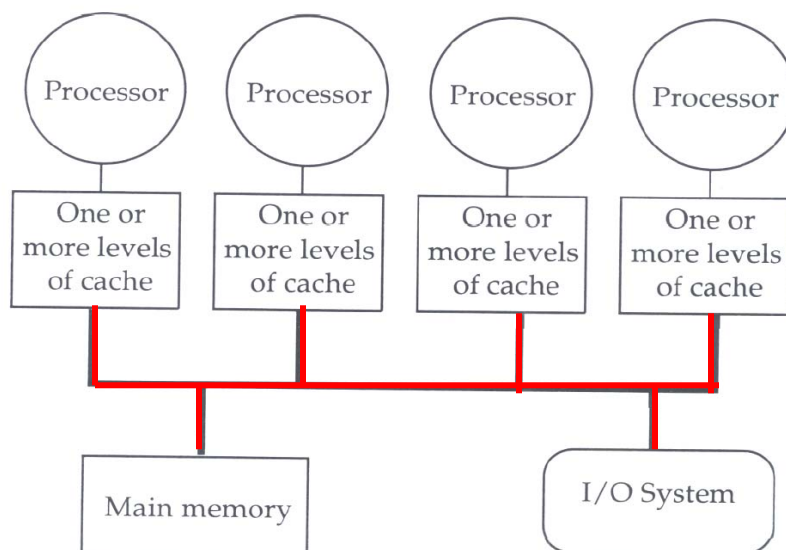 Processor
Processor
Processor
Processor
One or
more levels
of cache
One or
more levels
of cache
One or
more levels
of cache
One or
more levels
of cache
Main memory
I/O System